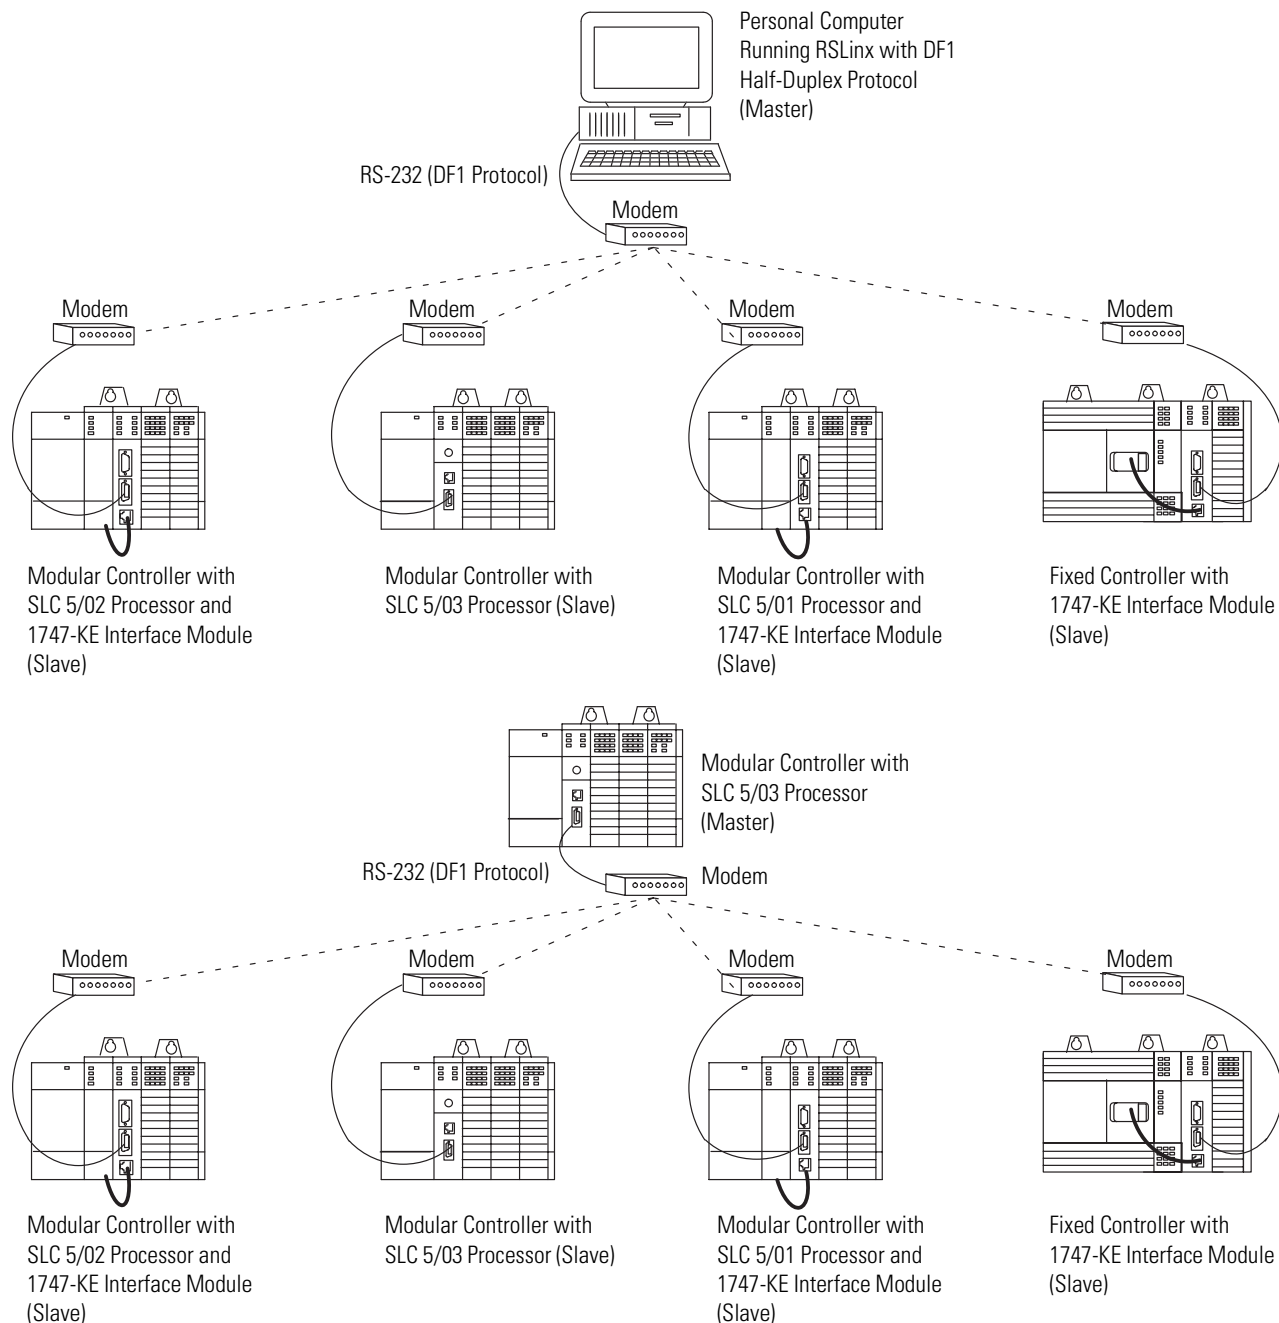 Personal Computer
Running RSLinx with DF1
Half-Duplex Protocol
(Master)
RS-232 (DF1 Protocol)
Modem
Modem
Modem
Modem
Modem
Modular Controller with
SLC 5/02 Processor and
1747-KE Interface Module
(Slave)
Modular Controller with
SLC 5/03 Processor (Slave)
Modular Controller with
SLC 5/01 Processor and
1747-KE Interface Module
(Slave)
Fixed Controller with
1747-KE Interface Module
(Slave)
Modular Controller with
SLC 5/03 Processor
(Master)
RS-232 (DF1 Protocol)
Modem
Modem
Modem
Modem
Modem
Modular Controller with
SLC 5/02 Processor and
1747-KE Interface Module
(Slave)
Modular Controller with
SLC 5/03 Processor (Slave)
Modular Controller with
SLC 5/01 Processor and
1747-KE Interface Module
(Slave)
Fixed Controller with
1747-KE Interface Module
(Slave)